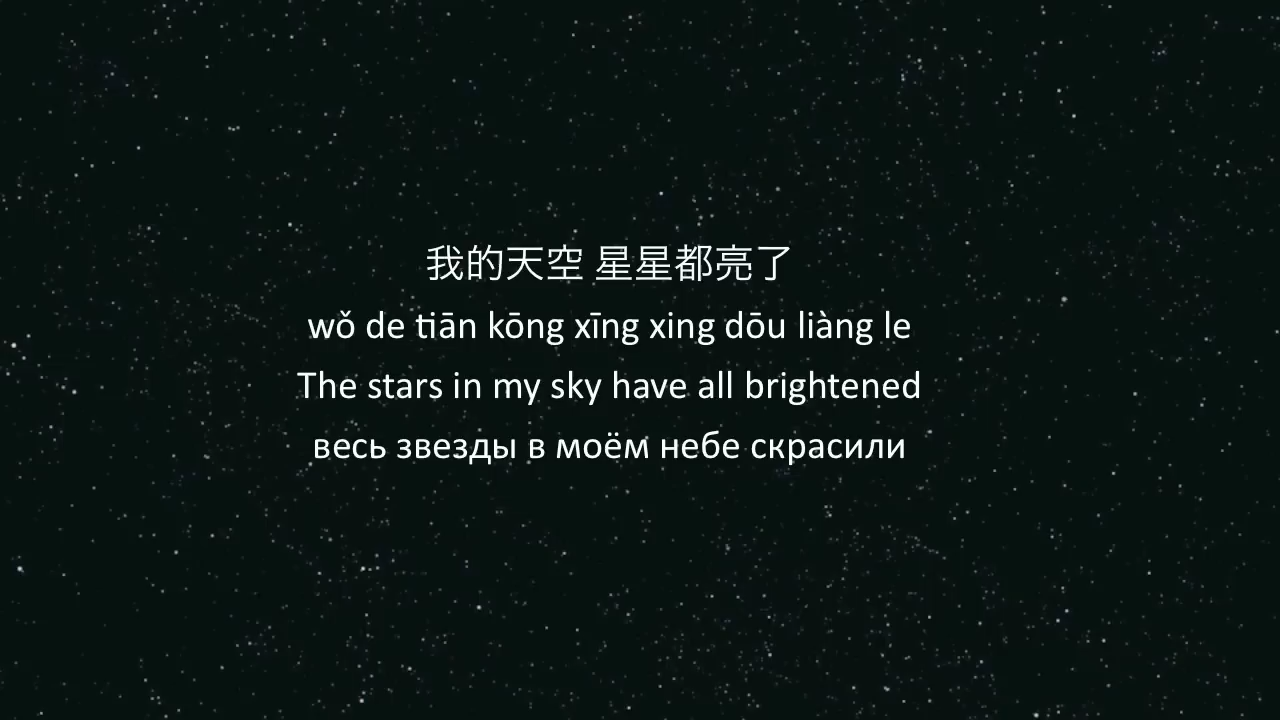 我的天空 星星都亮了
wǒ de tiān kōng xīng xing dōu liàng le
The stars in my sky have all brightened
весь звезды в моём небе скрасили